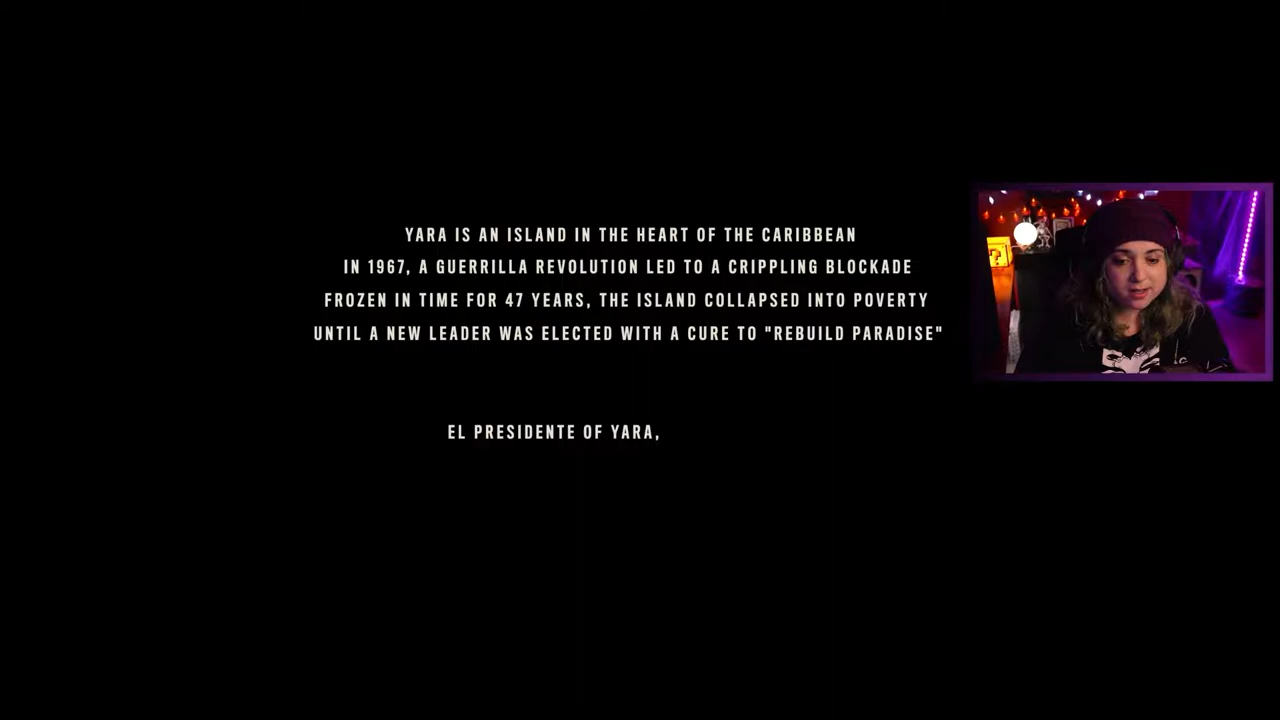 YARA IS AN ISLAND IN THE HEART OF THE CARIBBEAN
IN 1967, A GUERRILLA REVOLUTION LED TO A CRIPPLING BLOCKADE
FROZEN IN TIME FOR 47 YEARS, THE ISLAND COLLAPSED INTO POVERTY
UNTIL A NEW LEADER WAS ELECTED WITH A CURE TO "REBUILD PARADISE"
EL PRESIDENTE OF YARA,